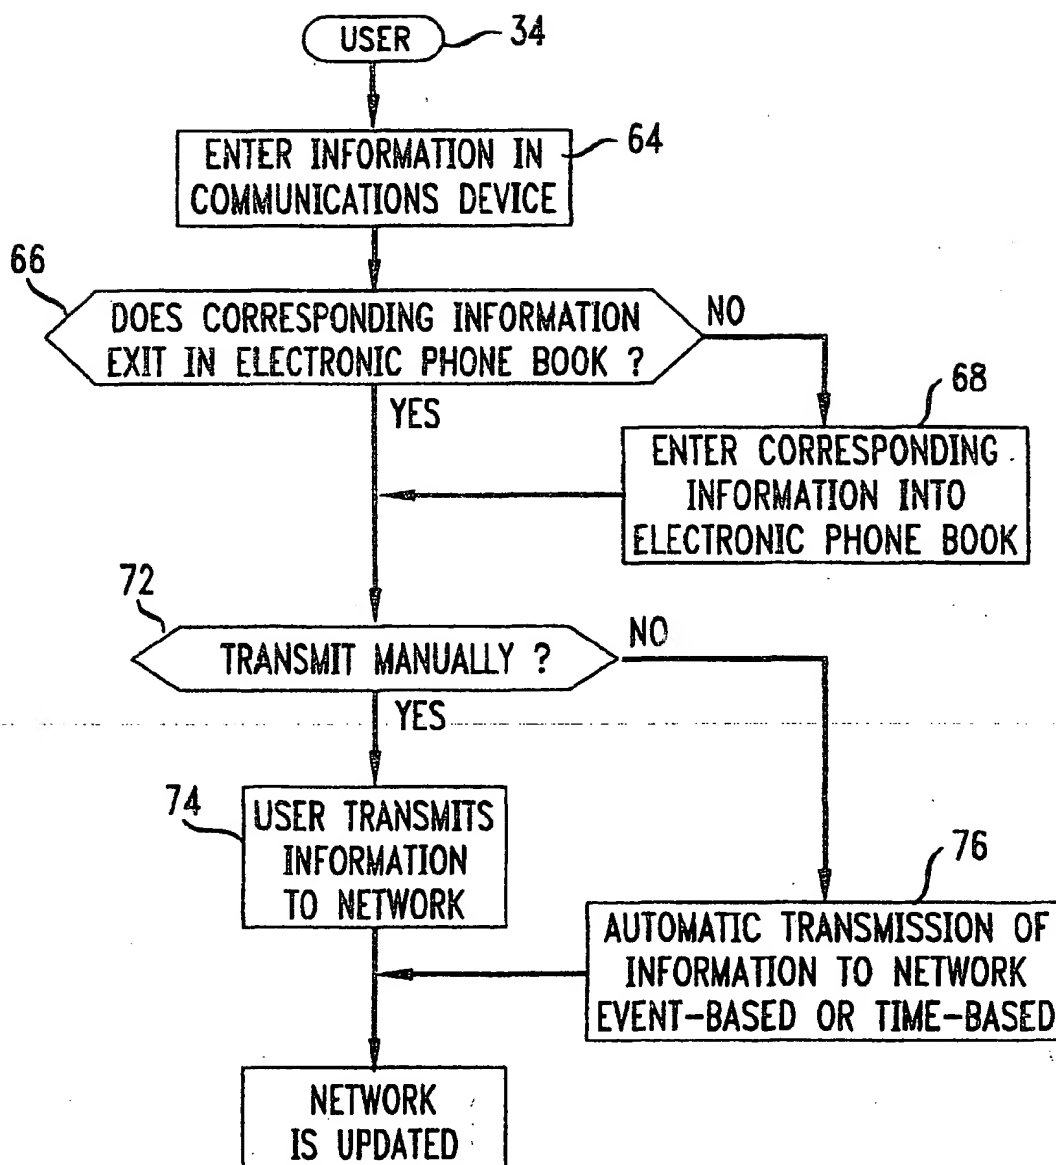 USER
34
ENTER INFORMATION IN
COMMUNICATIONS DEVICE
64
66
DOES CORRESPONDING INFORMATION
EXIT IN ELECTRONIC PHONE BOOK ?
NO
YES
68
ENTER CORRESPONDING
INFORMATION INTO
ELECTRONIC PHONE BOOK
72
TRANSMIT MANUALLY ?
NO
YES
74
USER TRANSMITS
INFORMATION
TO NETWORK
76
AUTOMATIC TRANSMISSION OF
INFORMATION TO NETWORK
EVENT-BASED OR TIME-BASED
NETWORK
IS UPDATED